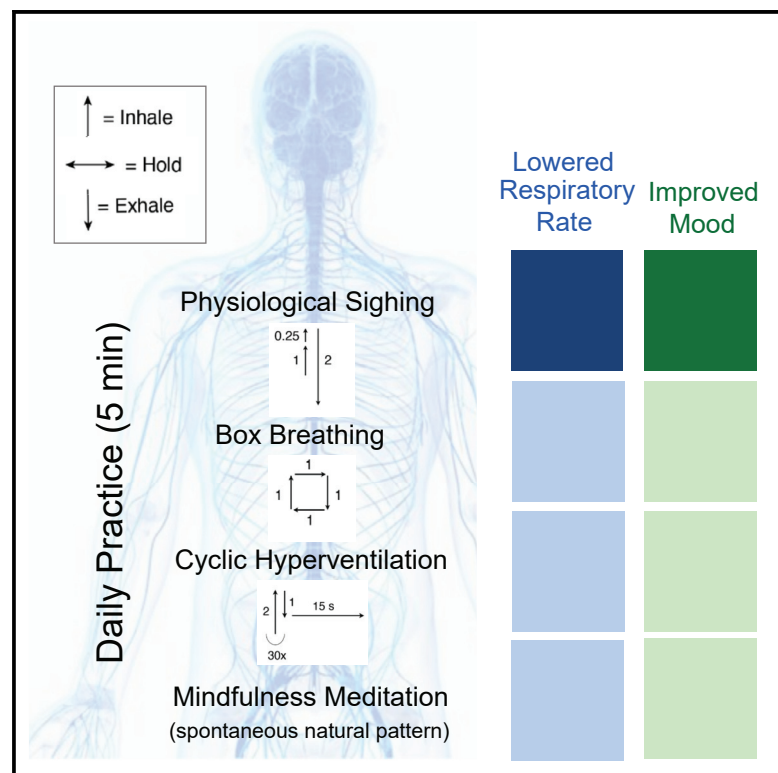 = Inhale
= Hold
= Exhale
Lowered
Respiratory
Rate
Improved
Mood
Daily Practice (5 min)
Physiological Sighing
0.25
1
2
Box Breathing
1
1
1
1
Cyclic Hyperventilation
2
1
15 s
30x
Mindfulness Meditation
(spontaneous natural pattern)